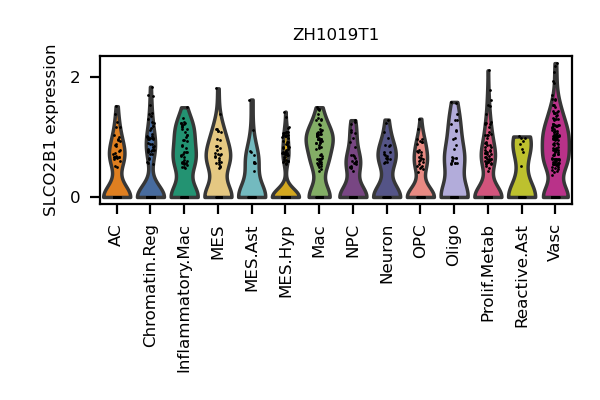 ZH1019T1
SLCO2B1 expression
2
0
AC
Chromatin.Reg
Inflammatory.Mac
MES
MES.Ast
MES.Hyp
Mac
NPC
Neuron
OPC
Oligo
Prolif.Metab
Reactive.Ast
Vasc